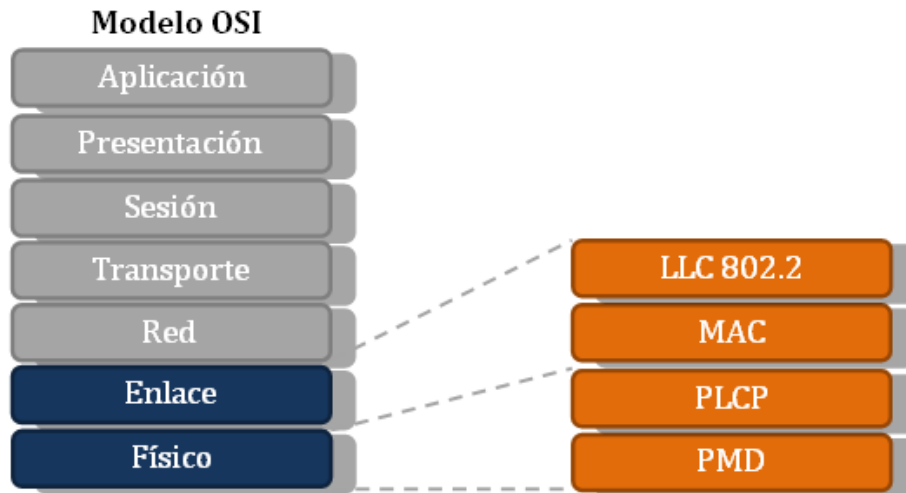 Modelo OSI
Aplicación
Presentación
Sesión
Transporte
Red
Enlace
Físico
LLC 802.2
MAC
PLCP
PMD